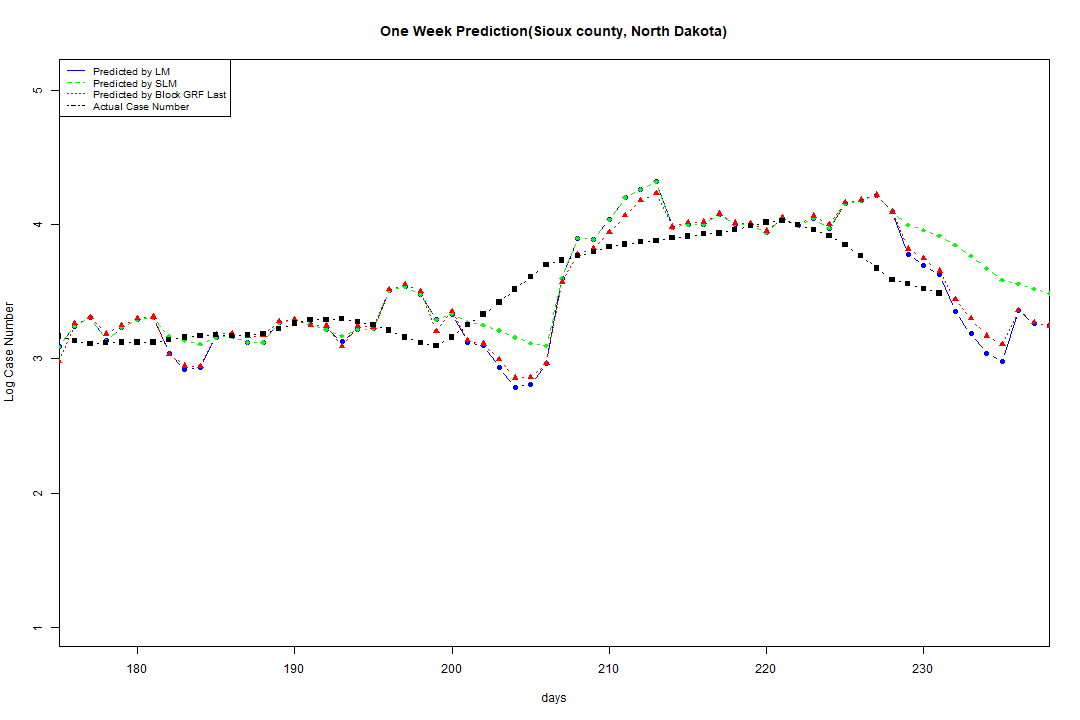 One Week Prediction(Sioux county, North Dakota)
Predicted by LM
Predicted by SLM
Predicted by Block GRF Last
Actual Case Number
5
4
3
2
1
Log Case Number
180 190 200 210 220 230
days